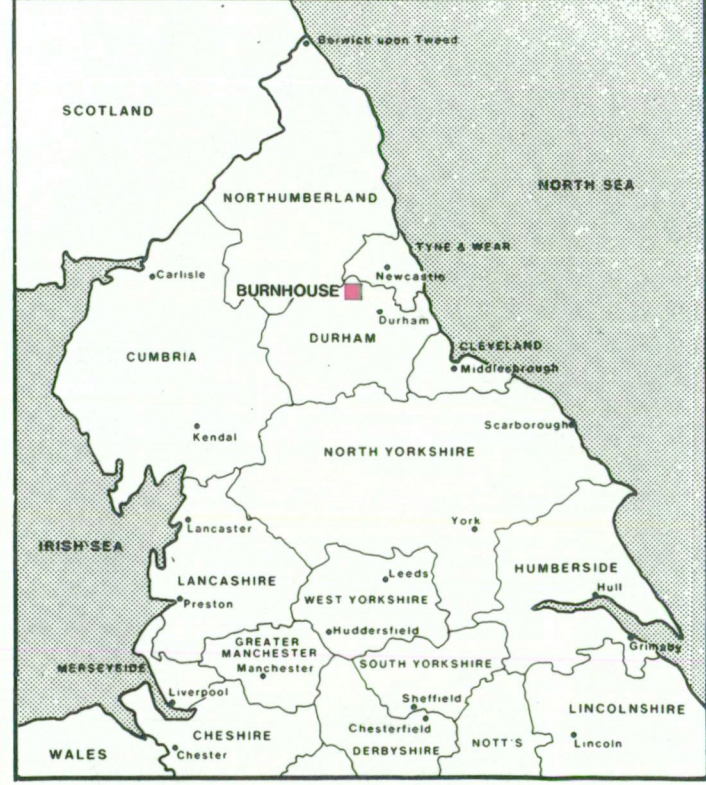 Berwick upon Tweed
SCOTLAND
NORTH SEA
NORTHUMBERLAND
TYNE & WEAR
Carlisle
Newcastle
BURNHOUSE
Durham
DURHAM
CLEVELAND
CUMBRIA
Middlesbrough
Scarborough
Kendal
NORTH YORKSHIRE
York
Lancaster
IRISH SEA
HUMBERSIDE
Leeds
LANCASHIRE
Hull
WEST YORKSHIRE
Preston
Huddersfield
GREATER
MANCHESTER
Grimsby
SOUTH YORKSHIRE
MERSEYSIDE
Manchester
Liverpool
Sheffield
LINCOLNSHIRE
Chesterfield
CHESHIRE
Lincoln
NOTT'S
DERBYSHIRE
WALES
Chester